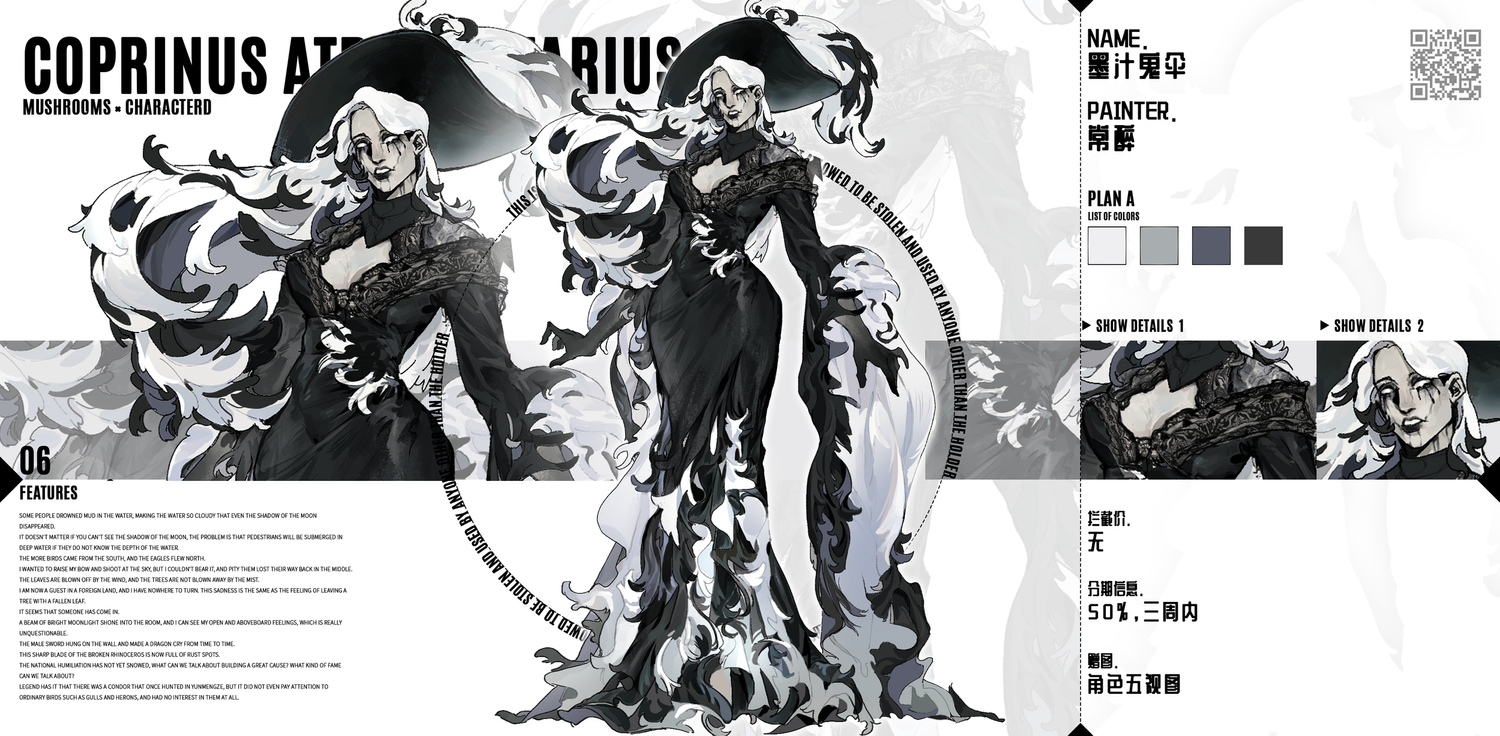 COPRINUS AT
ARIUS
MUSHROOMS × CHARACTERD
THIS IS
OWED TO BE STOLEN AND USED BY ANYONE OTHER THAN THE HOLDER
OWED TO BE STOLEN AND USED BY ANYONE OTHER THAN THE HOLDER
06
FEATURES
SOME PEOPLE DROWNED MUD IN THE WATER, MAKING THE WATER SO CLOUDY THAT EVEN THE SHADOW OF THE MOON
DISAPPEARED.
IT DOESN'T MATTER IF YOU CAN'T SEE THE SHADOW OF THE MOON, THE PROBLEM IS THAT PEDESTRIANS WILL BE SUBMERGED IN
DEEP WATER IF THEY DO NOT KNOW THE DEPTH OF THE WATER.
THE MORE BIRDS CAME FROM THE SOUTH, AND THE EAGLES FLEW NORTH.
I WANTED TO RAISE MY BOW AND SHOOT AT THE SKY, BUT I COULDN'T BEAR IT, AND PITY THEM LOST THEIR WAY BACK IN THE MIDDLE.
THE LEAVES ARE BLOWN OFF BY THE WIND, AND THE TREES ARE NOT BLOWN AWAY BY THE MIST.
I AM NOW A GUEST IN A FOREIGN LAND, AND I HAVE NOWHERE TO TURN. THIS SADNESS IS THE SAME AS THE FEELING OF LEAVING A
TREE WITH A FALLEN LEAF.
IT SEEMS THAT SOMEONE HAS COME IN.
A BEAM OF BRIGHT MOONLIGHT SHONE INTO THE ROOM, AND I CAN SEE MY OPEN AND ABOVEBOARD FEELINGS, WHICH IS REALLY
UNQUESTIONABLE.
THE MALE SWORD HUNG ON THE WALL AND MADE A DRAGON CRY FROM TIME TO TIME.
THIS SHARP BLADE OF THE BROKEN RHINOCEROS IS NOW FULL OF RUST SPOTS.
THE NATIONAL HUMILIATION HAS NOT YET SNOWED, WHAT CAN WE TALK ABOUT BUILDING A GREAT CAUSE? WHAT KIND OF FAME
CAN WE TALK ABOUT?
LEGEND HAS IT THAT THERE WAS A CONDOR THAT ONCE HUNTED IN YUNMENGZE, BUT IT DID NOT EVEN PAY ATTENTION TO
ORDINARY BIRDS SUCH AS GULLS AND HERONS, AND HAD NO INTEREST IN THEM AT ALL.
NAME.
墨汁鬼伞
PAINTER.
常醉
PLAN A
LIST OF COLORS
SHOW DETAILS 1
SHOW DETAILS 2
拦截价.
无
分期信息.
50%,三周内
赠图.
角色五视图